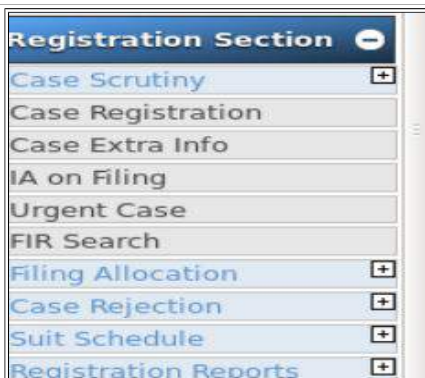 Registration Section
Case Scrutiny
Case Registration
Case Extra Info
IA on Filing
Urgent Case
FIR Search
Filing Allocation
Case Rejection
Suit Schedule
Registration Reports